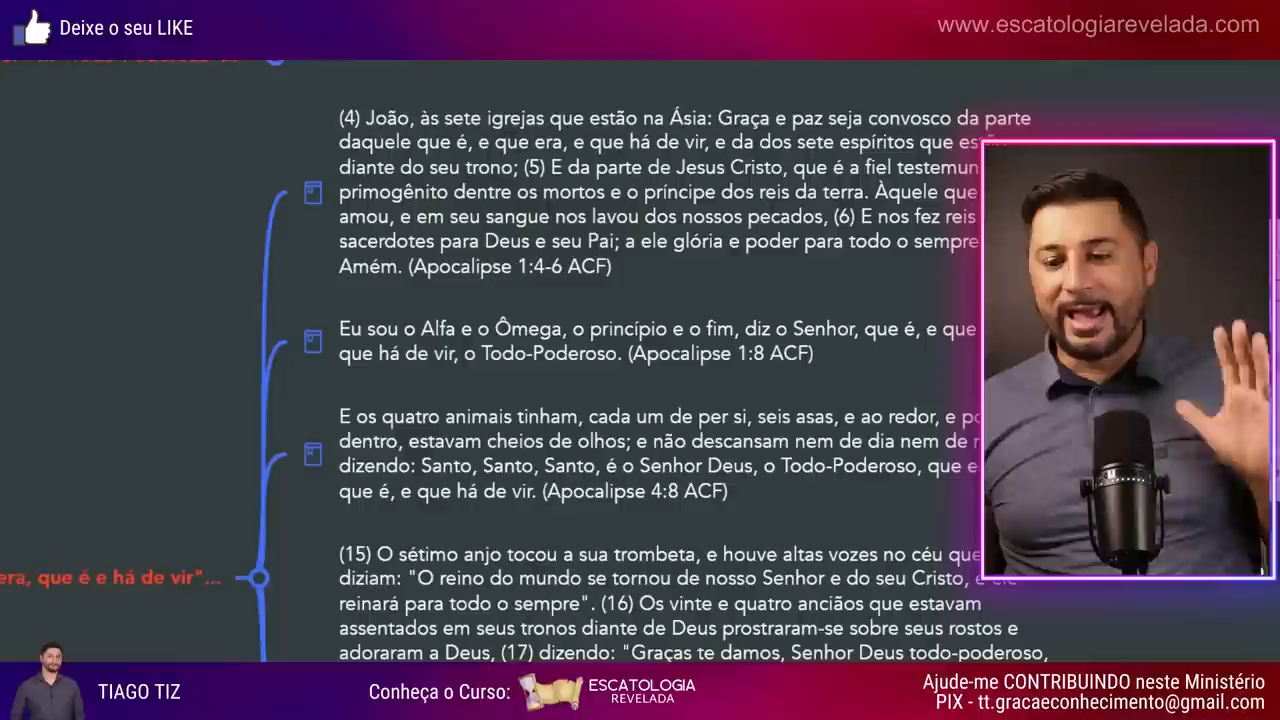 Deixe o seu LIKE
www.escatologiarevelada.com
(4) João, às sete igrejas que estão na Ásia: Graça e paz seja convosco da parte
daquele que é, e que era, e que há de vir, e da dos sete espíritos que
diante do seu trono; (5) E da parte de Jesus Cristo, que é a fiel
primogênito dentre os mortos e o príncipe dos reis da terra. Àquele que
amou, e em seu sangue nos lavou dos nossos pecados, (6) E nos fez reis
sacerdotes para Deus e seu Pai; a ele glória e poder para todo o sempre
Amém. (Apocalipse 1:4-6 ACF)
Eu sou o Alfa e o Ômega, o princípio e o fim, diz o Senhor, que é, e que
que há de vir, o Todo-Poderoso. (Apocalipse 1:8 ACF)
E os quatro animais tinham, cada um de per si, seis asas, e ao redor, e
dentro, estavam cheios de olhos; e não descansam nem de dia nem de
dizendo: Santo, Santo, Santo, é o Senhor Deus, o Todo-Poderoso, que
que é, e que há de vir. (Apocalipse 4:8 ACF)
(15) O sétimo anjo tocou a sua trombeta, e houve altas vozes no céu que
era, que é e há de vir"...
diziam: "O reino do mundo se tornou de nosso Senhor e do seu Cristo,
reinará para todo o sempre". (16) Os vinte e quatro anciãos que estavam
assentados em seus tronos diante de Deus prostraram-se sobre seus rostos e
adoraram a Deus, (17) dizendo: "Graças te damos, Senhor Deus todo-poderoso,
TIAGO TIZ
Conheça o Curso:
ESCATOLOGIA
REVELADA
Ajude-me CONTRIBUINDO neste Ministério
PIX - tt.gracaeconhecimento@gmail.com